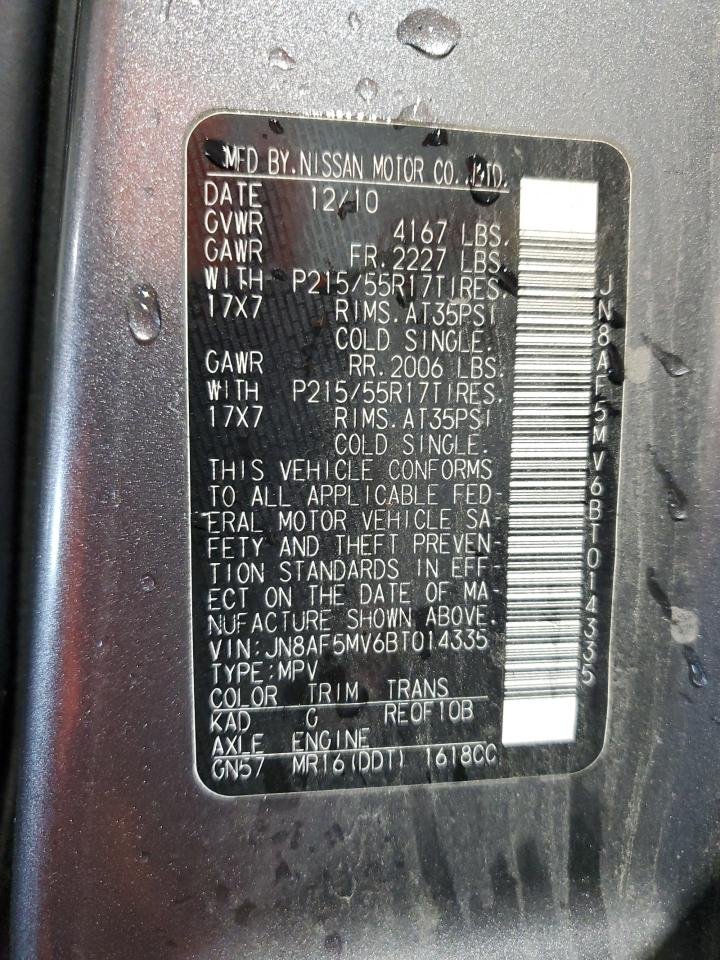 MFD BY. NISSAN MOTOR CO., LTD.
DATE 12/10
GVWR 4167 LBS.
GAWR FR. 2227 LBS.
WITH P215/55R17TIRES.
17X7 RIMS. AT35PSI
COLD SINGLE.
GAWR RR. 2006 LBS.
WITH P215/55R17TIRES.
17X7 RIMS. AT35PSI
COLD SINGLE.
THIS VEHICLE CONFORMS
TO ALL APPLICABLE FED-
ERAL MOTOR VEHICLE SA-
FETY AND THEFT PREVEN-
TION STANDARDS IN EFF-
ECT ON THE DATE OF MA-
NUFACTURE SHOWN ABOVE.
VIN:JN8AF5MV6BT014335
TYPE:MPV
COLOR TRIM TRANS
KAD G RE0F10B
AXLE ENGINE
GN57 MR16(DDT) 1618CC
JN8AF5MV6BT014335